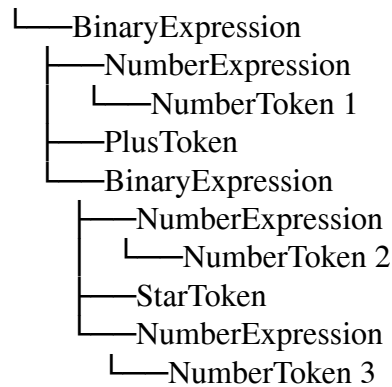 BinaryExpression
NumberExpression
NumberToken 1
PlusToken
BinaryExpression
NumberExpression
NumberToken 2
StarToken
NumberExpression
NumberToken 3